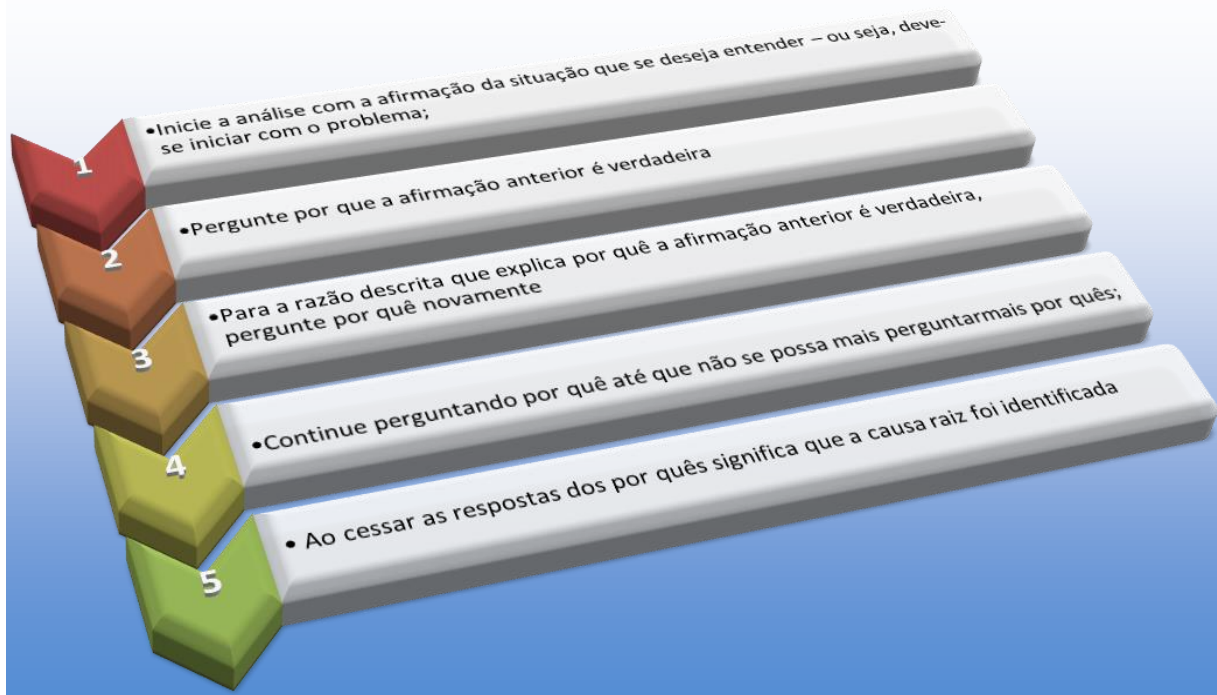 1
•Inicie a análise com a afirmação da situação que se deseja entender – ou seja, deve-
se iniciar com o problema;
2
•Pergunte por que a afirmação anterior é verdadeira
3
•Para a razão descrita que explica por quê a afirmação anterior é verdadeira,
pergunte por quê novamente
4
•Continue perguntando por quê até que não se possa mais perguntarmais por quês;
5
• Ao cessar as respostas dos por quês significa que a causa raiz foi identificada